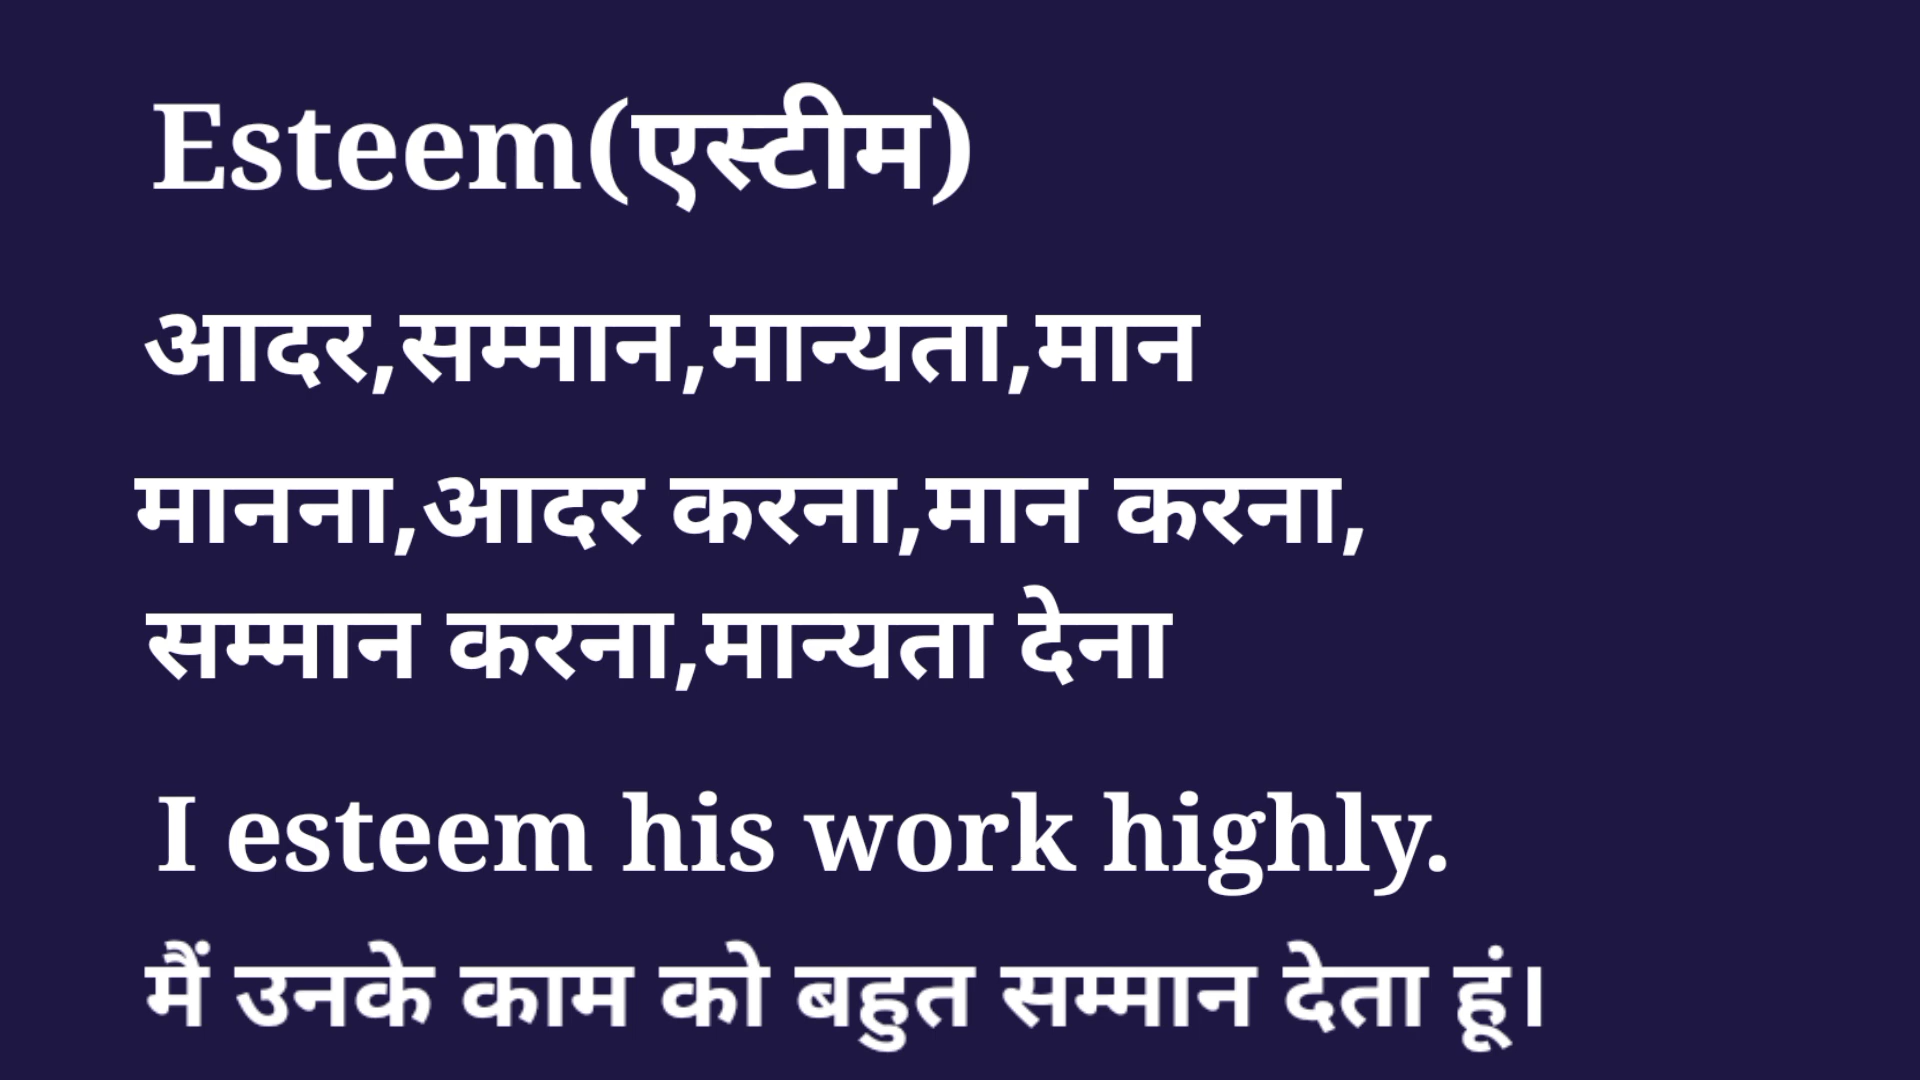 Esteem(एस्टीम)
आदर,सम्मान,मान्यता,मान
मानना,आदर करना,मान करना,
सम्मान करना,मान्यता देना
I esteem his work highly.
मैं उनके काम को बहुत सम्मान देता हूं।